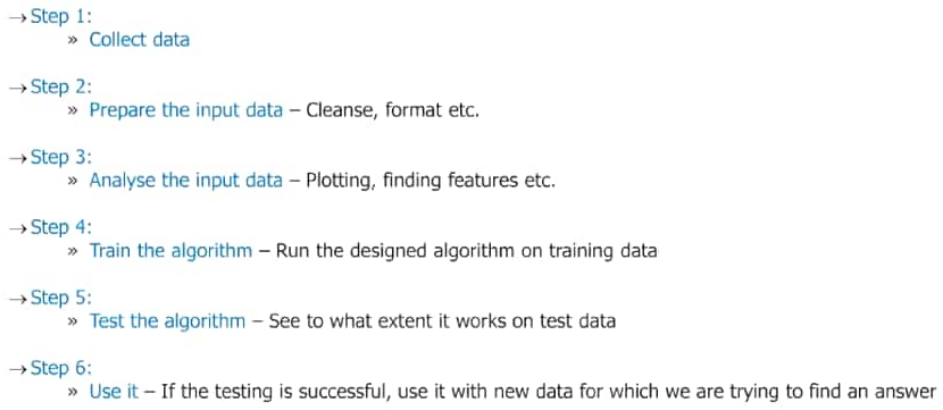 →Step 1:
» Collect data
→Step 2:
» Prepare the input data – Cleanse, format etc.
→Step 3:
» Analyse the input data – Plotting, finding features etc.
→Step 4:
» Train the algorithm – Run the designed algorithm on training data
→Step 5:
» Test the algorithm – See to what extent it works on test data
→Step 6:
» Use it – If the testing is successful, use it with new data for which we are trying to find an answer